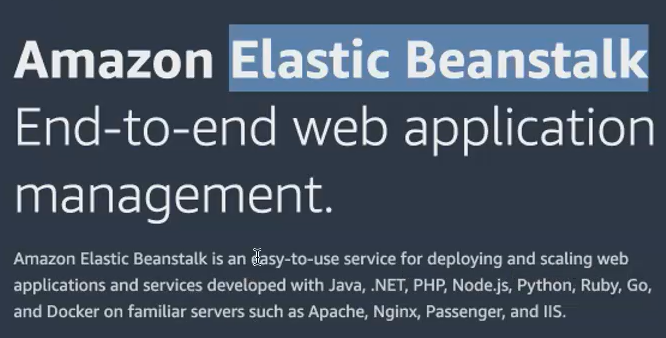 Amazon Elastic Beanstalk
End-to-end web application
management.
Amazon Elastic Beanstalk is an easy-to-use service for deploying and scaling web
applications and services developed with Java, .NET, PHP, Node.js, Python, Ruby, Go,
and Docker on familiar servers such as Apache, Nginx, Passenger, and IIS.